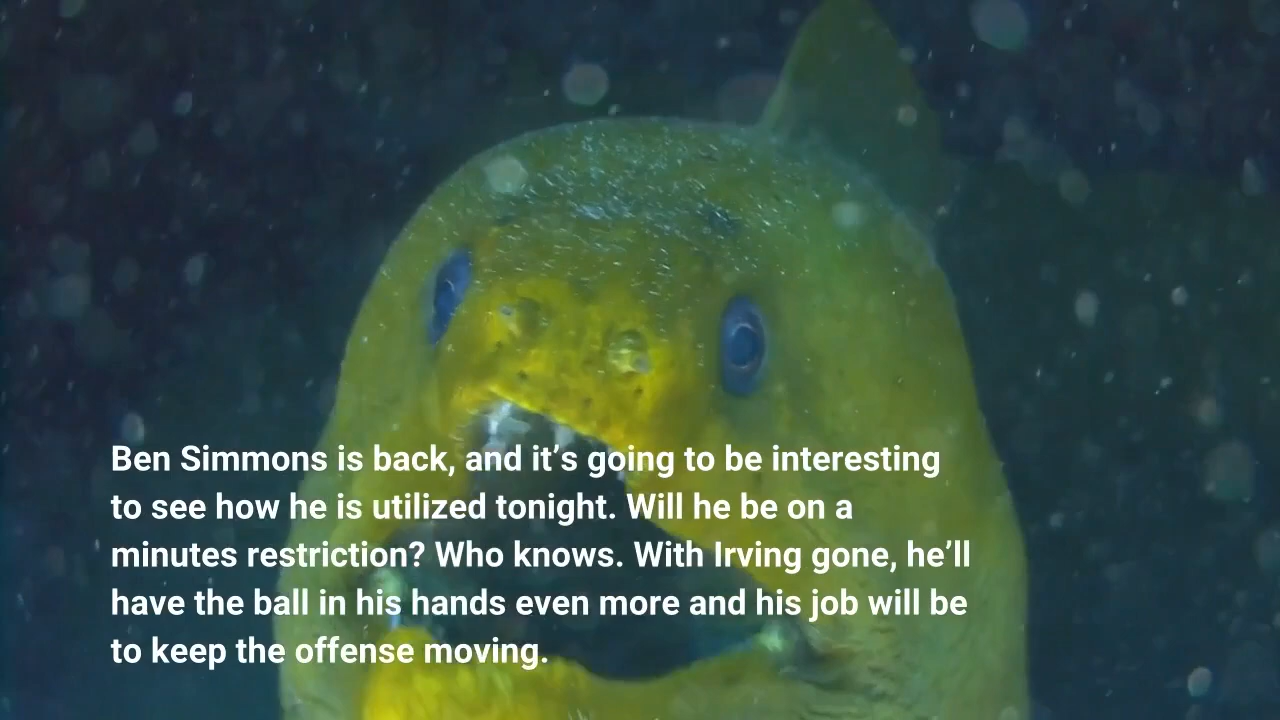 Ben Simmons is back, and it’s going to be interesting
to see how he is utilized tonight. Will he be on a
minutes restriction? Who knows. With Irving gone, he’ll
have the ball in his hands even more and his job will be
to keep the offense moving.